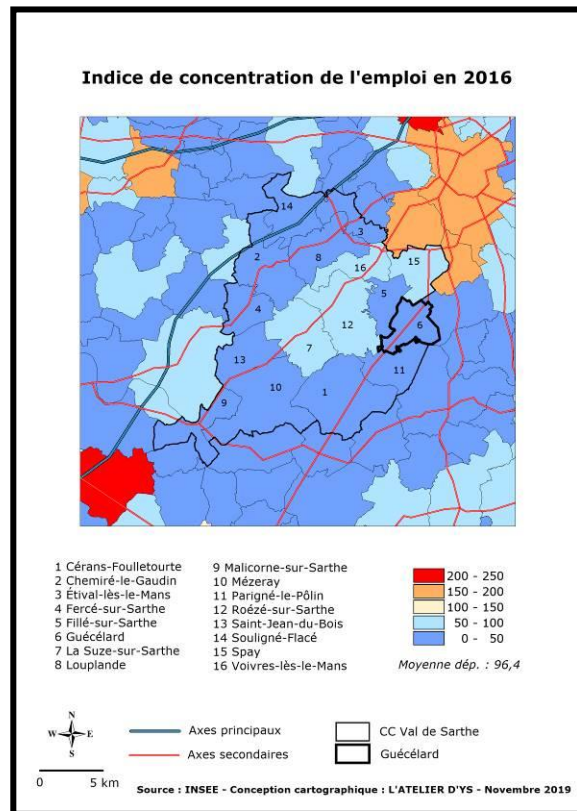 Indice de concentration de l'emploi en 2016
14
3
2
8
16
15
5
4
12
6
7
13
11
10
1
9
1 Cérans-Foulletourte
2 Chemiré-le-Gaudin
3 Étival-lès-le-Mans
4 Fercé-sur-Sarthe
5 Fillé-sur-Sarthe
6 Guécélard
7 La Suze-sur-Sarthe
8 Louplande
9 Malicorne-sur-Sarthe
10 Mézeray
11 Parigné-le-Pôlin
12 Roézé-sur-Sarthe
13 Saint-Jean-du-Bois
14 Souligné-Flacé
15 Spay
16 Voivres-lès-le-Mans
200 - 250
150 - 200
100 - 150
50 - 100
0 - 50
Moyenne dép. : 96,4
N
W E
S
0 5 km
Axes principaux
Axes secondaires
CC Val de Sarthe
Guécélard
Source : INSEE - Conception cartographique : L'ATELIER D'YS - Novembre 2019